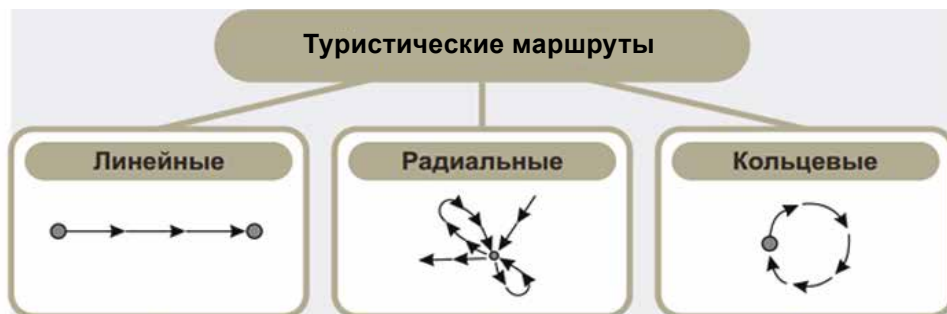 Туристические маршруты
Линейные
Радиальные
Кольцевые